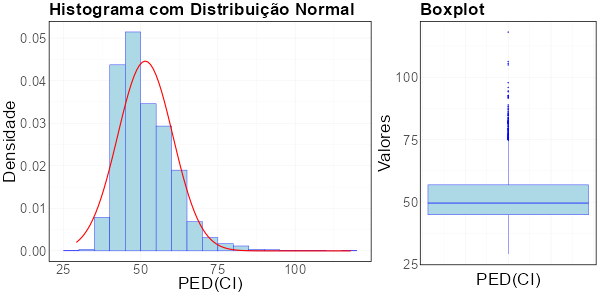 Histograma com Distribuição Normal
Densidade
0.05
0.04
0.03
0.02
0.01
0.00
25
50
75
100
PED(CI)
Boxplot
Valores
100
75
50
25
PED(CI)